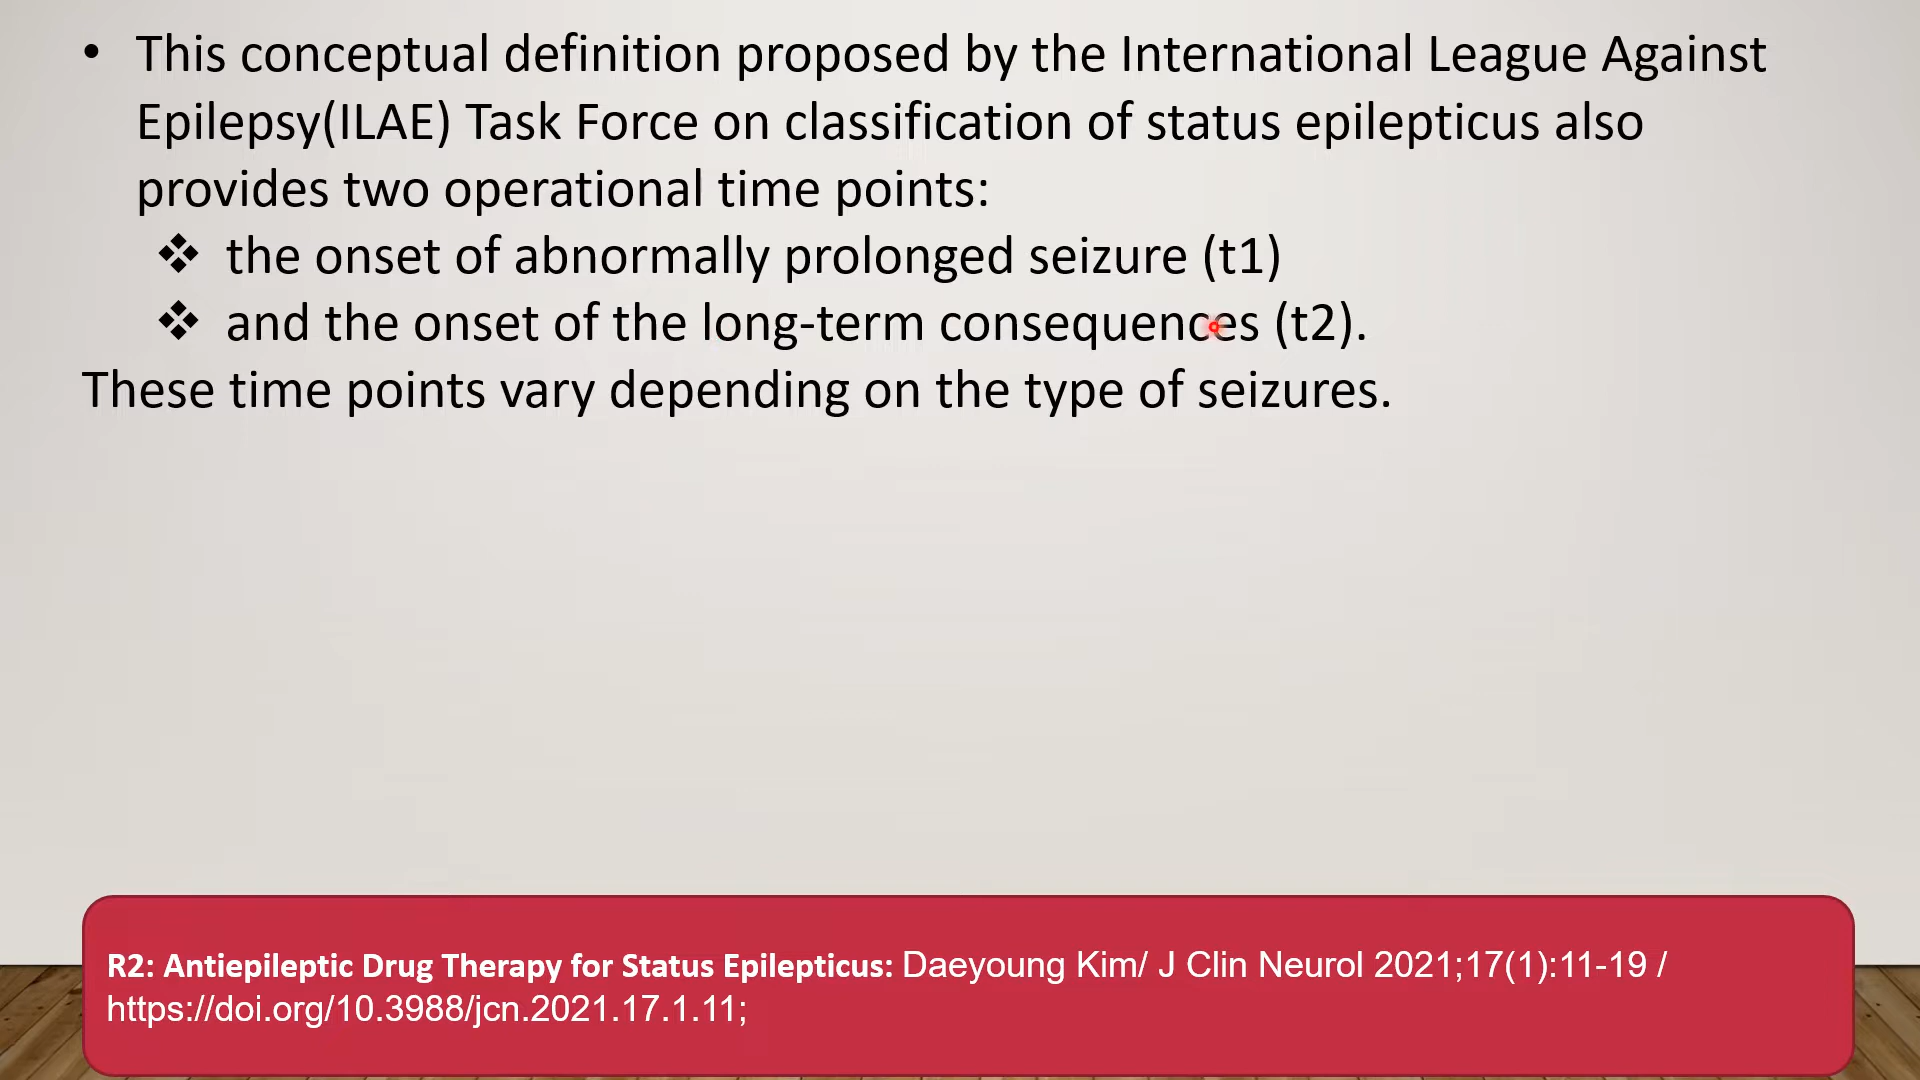 • This conceptual definition proposed by the International League Against
Epilepsy(ILAE) Task Force on classification of status epilepticus also
provides two operational time points:
❖ the onset of abnormally prolonged seizure (t1)
❖ and the onset of the long-term consequences (t2).
These time points vary depending on the type of seizures.
R2: Antiepileptic Drug Therapy for Status Epilepticus: Daeyoung Kim/ J Clin Neurol 2021;17(1):11-19 /
https://doi.org/10.3988/jcn.2021.17.1.11;